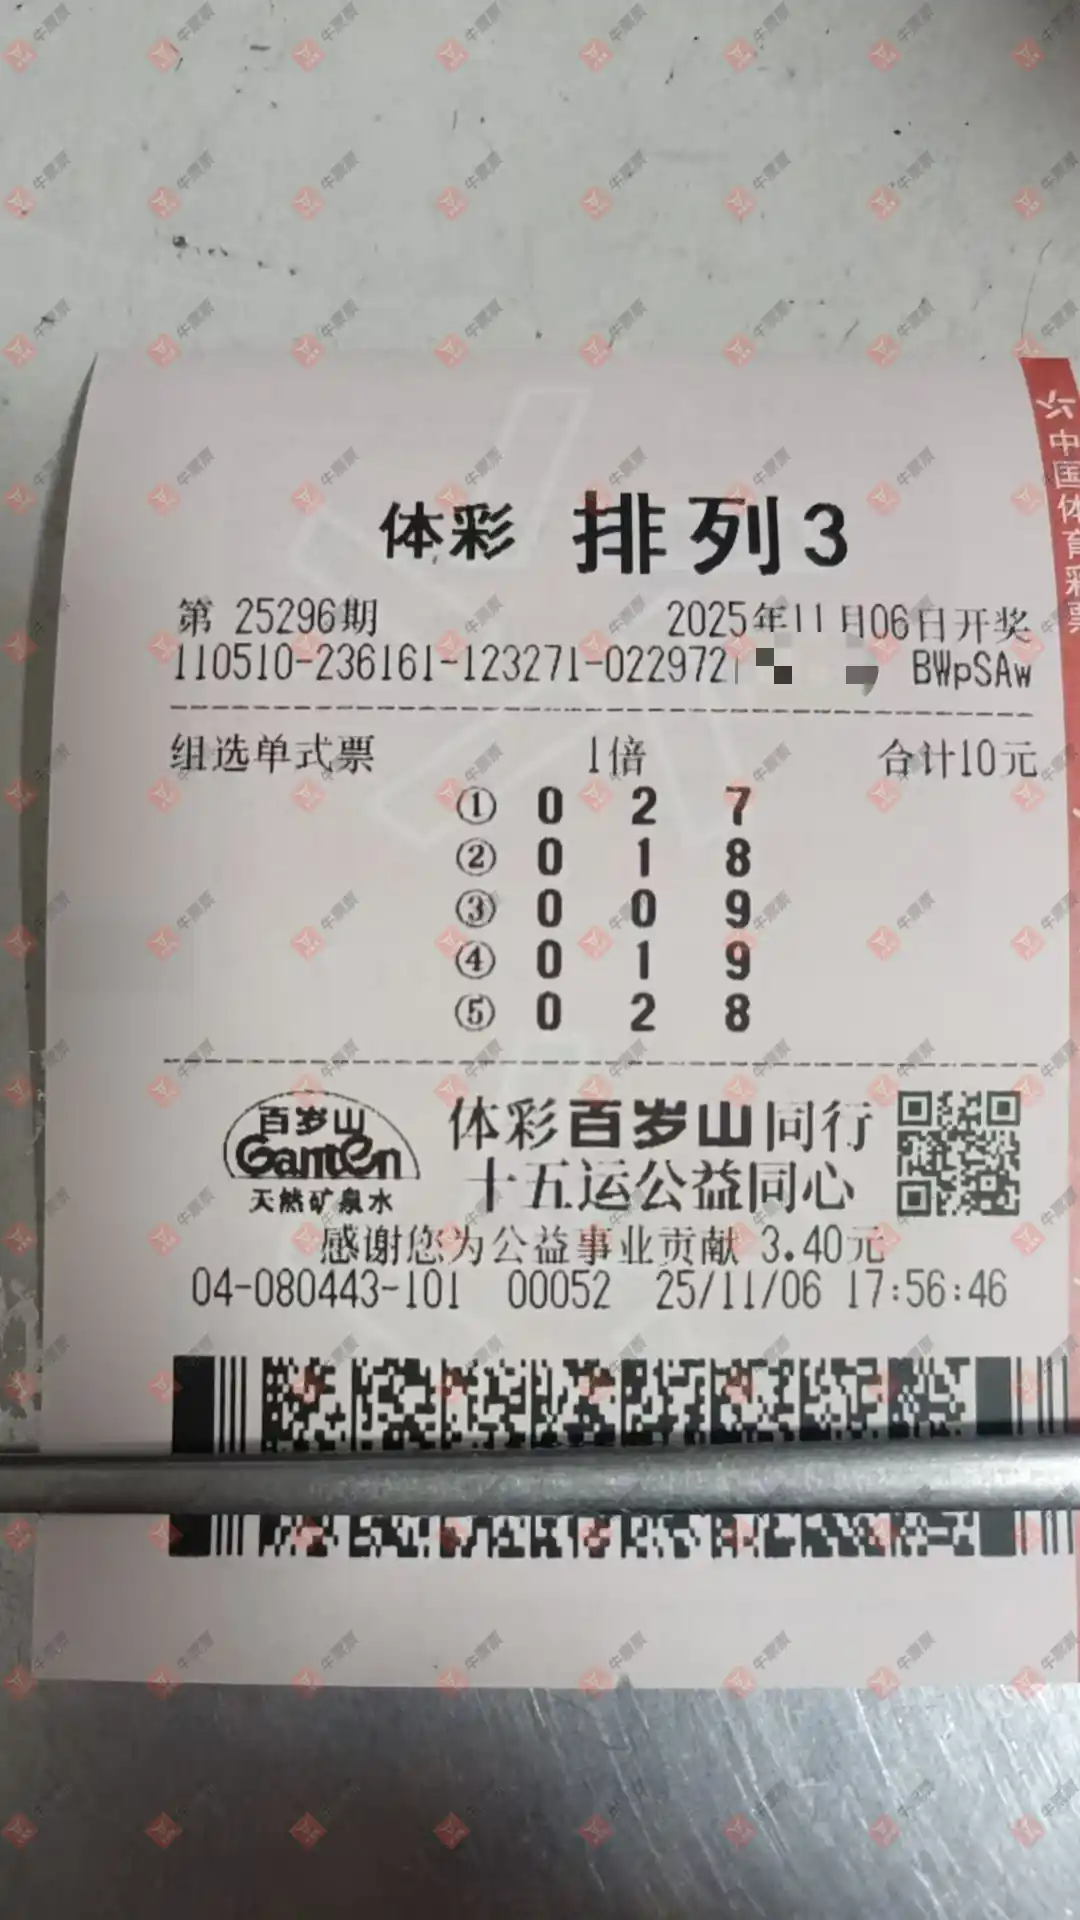 体彩 排列3
第 25296期 2025年11月06日开奖
110510-236161-123271-022972 BWpSAw
组选单式票 1倍 合计10元
① 0 2 7
② 0 1 8
③ 0 0 9
④ 0 1 9
⑤ 0 2 8
百岁山
Ganten
天然矿泉水
体彩百岁山同行
十五运公益同心
感谢您为公益事业贡献 3.40元
04-080443-101 00052 25/11/06 17:56:46
中国体育彩票
牛票票